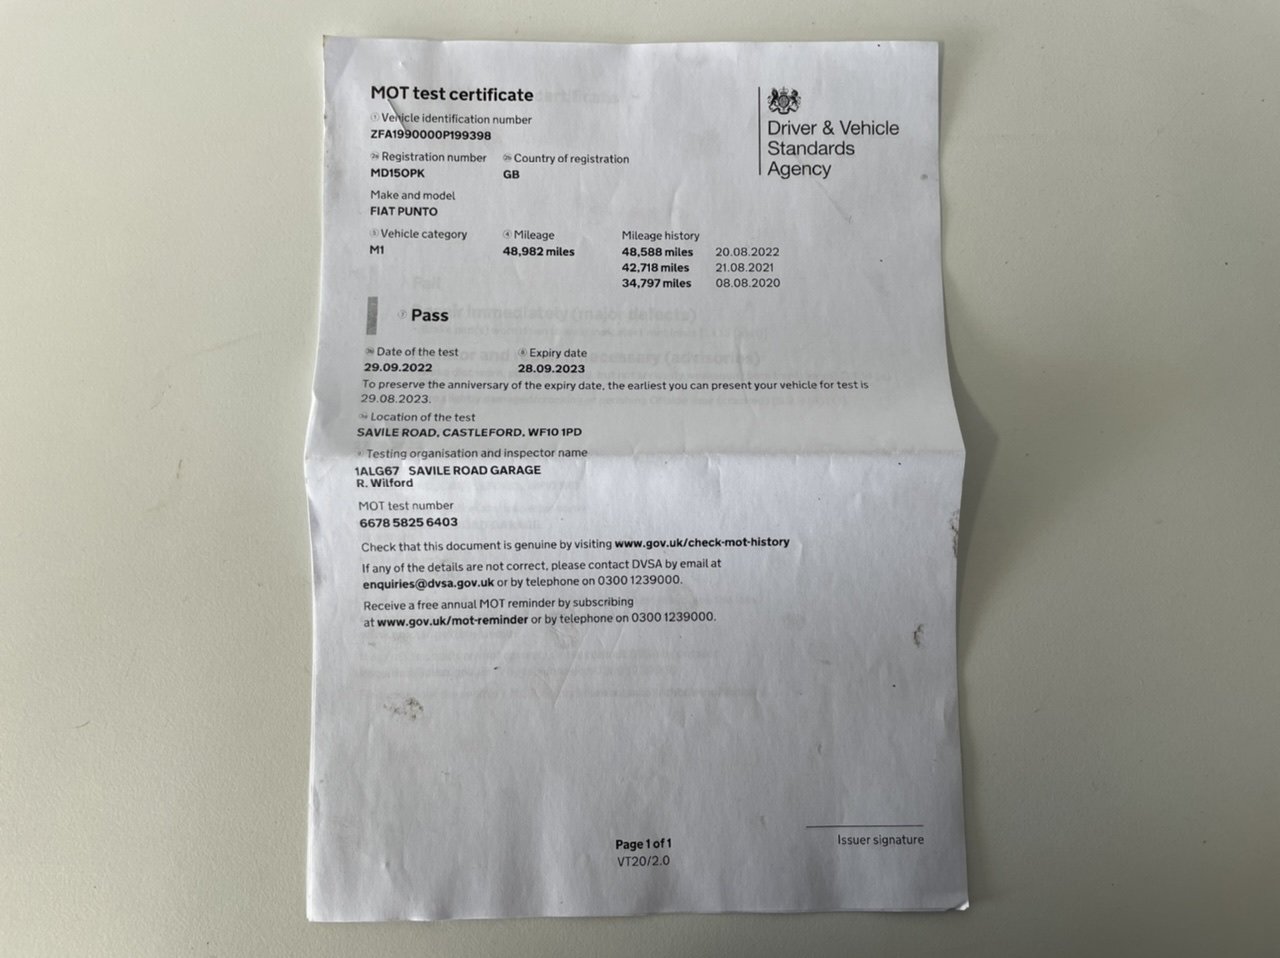 MOT test certificate
Vehicle identification number
ZFA1990000P199398
Registration number Country of registration
MD15OPK GB
Make and model
FIAT PUNTO
Vehicle category Mileage Mileage history
M1 48,982 miles 48,588 miles 20.08.2022
42,718 miles 21.08.2021
34,797 miles 08.08.2020
Pass
Date of the test Expiry date
29.09.2022 28.09.2023
To preserve the anniversary of the expiry date, the earliest you can present your vehicle for test is
29.08.2023.
Location of the test
SAVILE ROAD, CASTLEFORD, WF10 1PD
Testing organisation and inspector name
1ALG67 SAVILE ROAD GARAGE
R. Wilford
MOT test number
6678 5825 6403
Check that this document is genuine by visiting www.gov.uk/check-mot-history
If any of the details are not correct, please contact DVSA by email at
enquiries@dvsa.gov.uk or by telephone on 0300 1239000.
Receive a free annual MOT reminder by subscribing
at www.gov.uk/mot-reminder or by telephone on 0300 1239000.
Driver & Vehicle
Standards
Agency
Issuer signature
Page 1 of 1
VT20/2.0